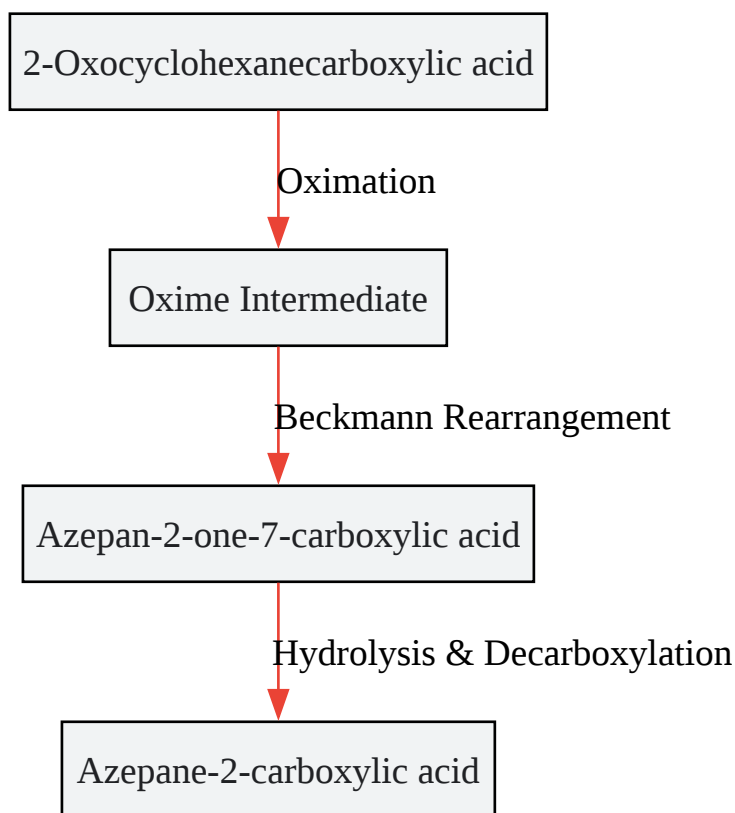 2-Oxocyclohexanecarboxylic acid
Oximation
Oxime Intermediate
Beckmann Rearrangement
Azepan-2-one-7-carboxylic acid
Hydrolysis & Decarboxylation
Azepane-2-carboxylic acid